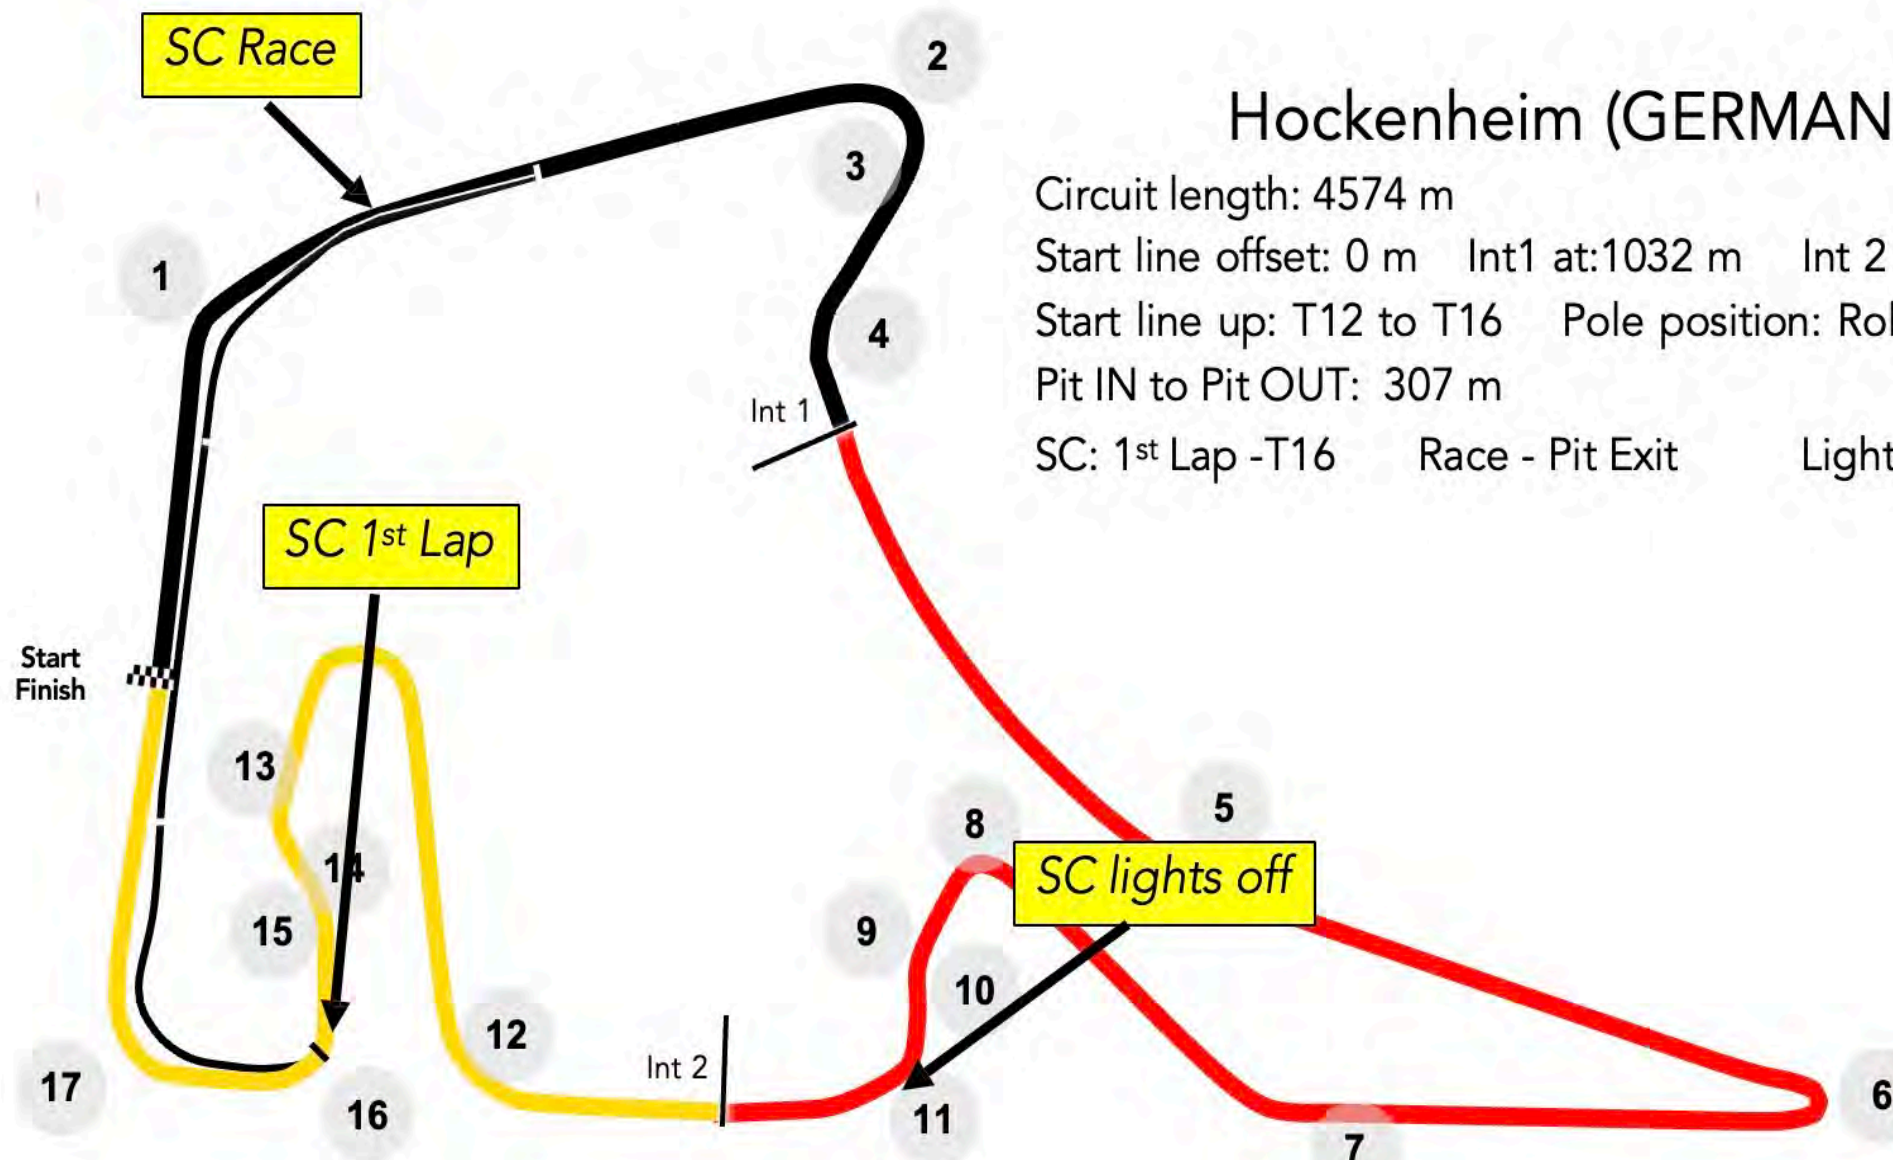 SC Race
2
Hockenheim (GERMAN
3
Circuit length: 4574 m
1
Start line offset: 0 m Int1 at:1032 m Int 2
4
Start line up: T12 to T16 Pole position: Rol
Pit IN to Pit OUT: 307 m
Int 1
SC: 1st Lap -T16 Race - Pit Exit Light
SC 1st Lap
Start
Finish
13
5
8
14
SC lights off
15
9
10
12
Int 2
17
16
11
6
7